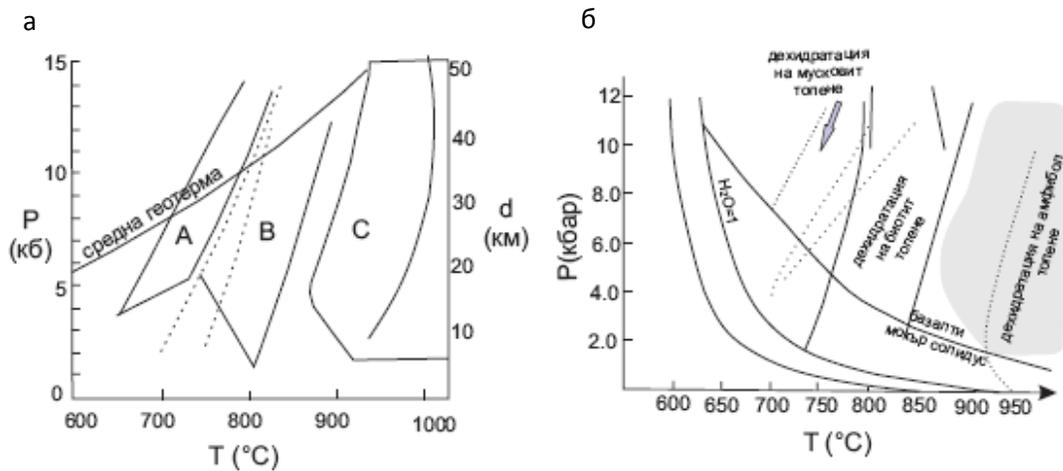 а
б
15
10
5
0
P
(кб)
средна геотерма
A
B
C
50
40
30
20
10
d
(км)
600
700
800
900
1000
T (°C)
дехидратация
на мусковит
топене
12
10
8.0
6.0
4.0
2.0
P(кбар)
H₂O=1
дехидратация
на биотит
топене
дехидратация на амфибол
топене
базалти
мокър солидус
600
650
700
750
800
850
900
950
T (°C)